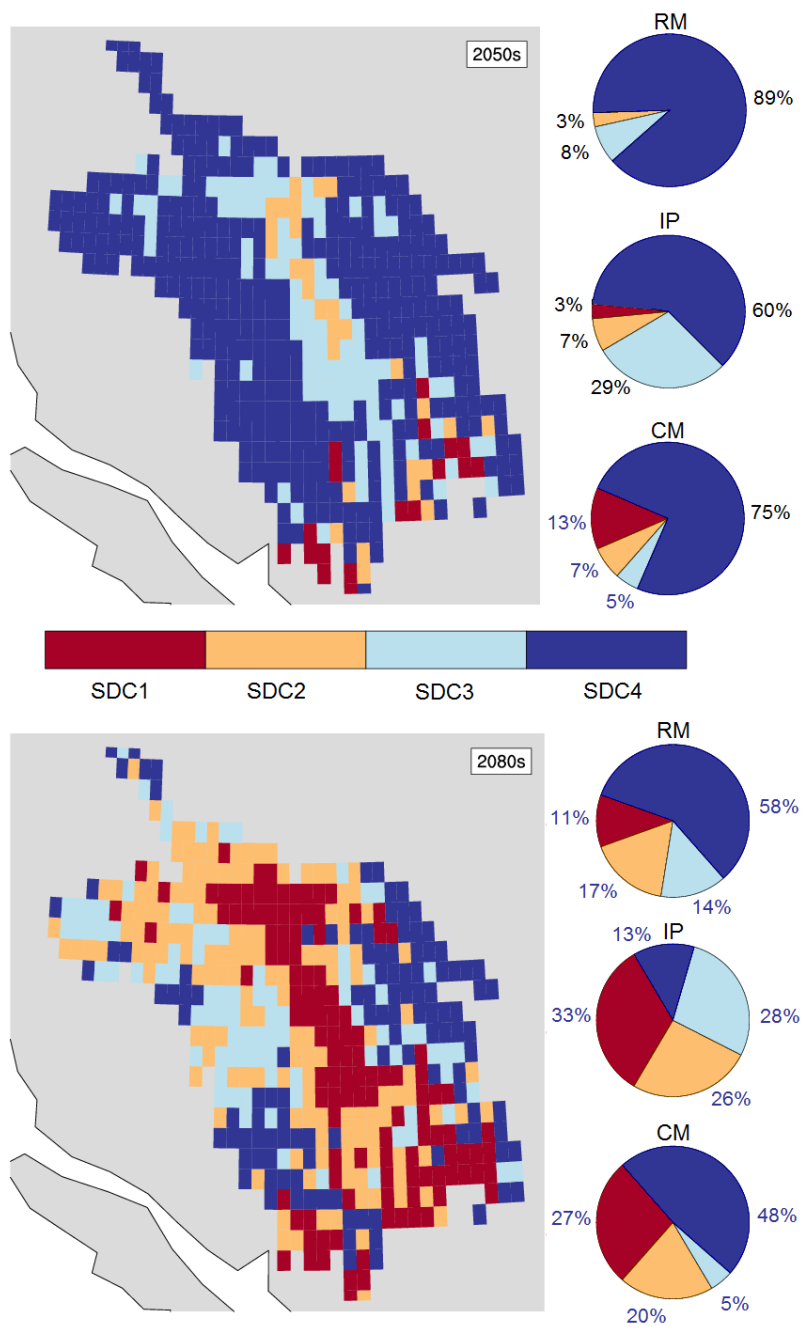 2050s
RM
89%
3%
8%
IP
3%
60%
7%
29%
CM
13%
75%
7%
5%
SDC1 SDC2 SDC3 SDC4
2080s
RM
11%
58%
17%
14%
IP
13%
33%
28%
26%
CM
27%
48%
20%
5%